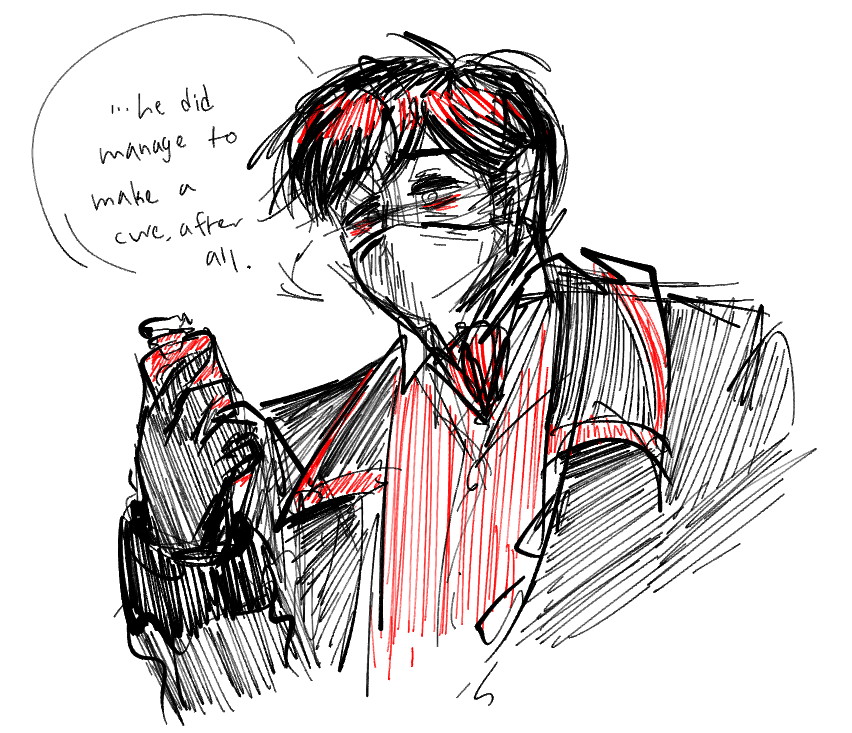 ...he did
manage to
make a
cure, after
all.